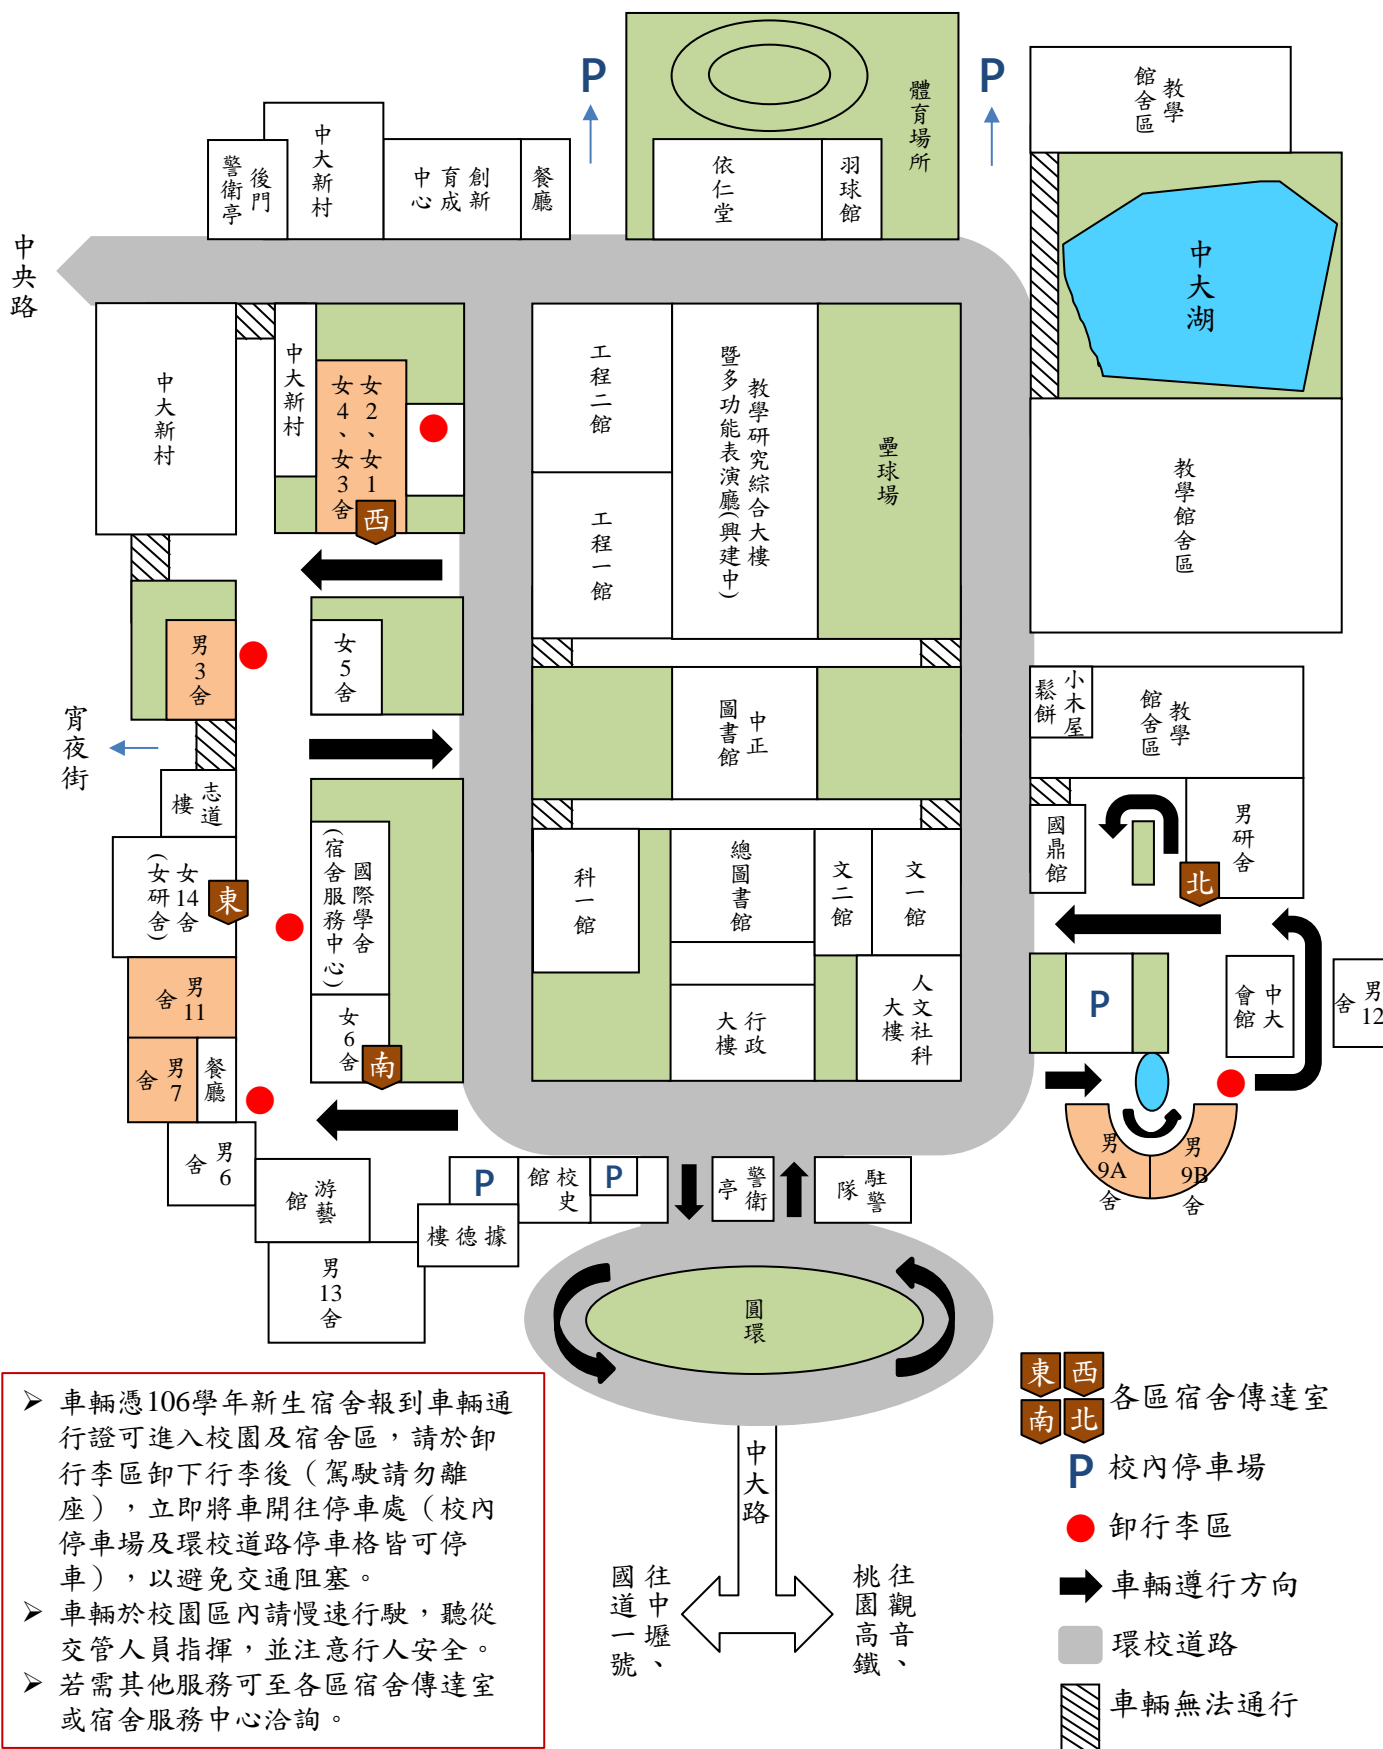 P
P
體育場所
教學
館舍區
中大新村
後門
警衛亭
創新
育成
中心
餐廳
依仁堂
羽球館
中央路
中大湖
中大新村
中大新村
女2、女1
女4、女3舍
西
工程二館
教學研究綜合大樓
暨多功能表演廳(興建中)
壘球場
教學館舍區
工程一館
男3舍
女5舍
宵夜街
中正
圖書館
小木屋
鬆餅
教學
館舍區
志道
樓
女14舍
(女研舍)
東
國際學舍
(宿舍服務中心)
科一館
總圖書館
文二館
文一館
國鼎館
男研舍
北
男11
舍
女6舍
南
行政
大樓
人文社科
大樓
P
中大
會館
男12
舍
男7
舍
餐廳
男6
舍
男
9A
舍
男
9B
舍
游藝
館
P
校史
館
P
警衛
亭
駐警
隊
據德樓
男13舍
圓環
車輛憑106學年新生宿舍報到車輛通
行證可進入校園及宿舍區，請於卸
行李區卸下行李後（駕駛請勿離
座），立即將車開往停車處（校內
停車場及環校道路停車格皆可停
車），以避免交通阻塞。
車輛於校園區內請慢速行駛，聽從
交管人員指揮，並注意行人安全。
若需其他服務可至各區宿舍傳達室
或宿舍服務中心洽詢。
中大路
往中壢、
國道一號
往觀音、
桃園高鐵
東西
南北
各區宿舍傳達室
P 校內停車場
卸行李區
車輛遵行方向
環校道路
車輛無法通行